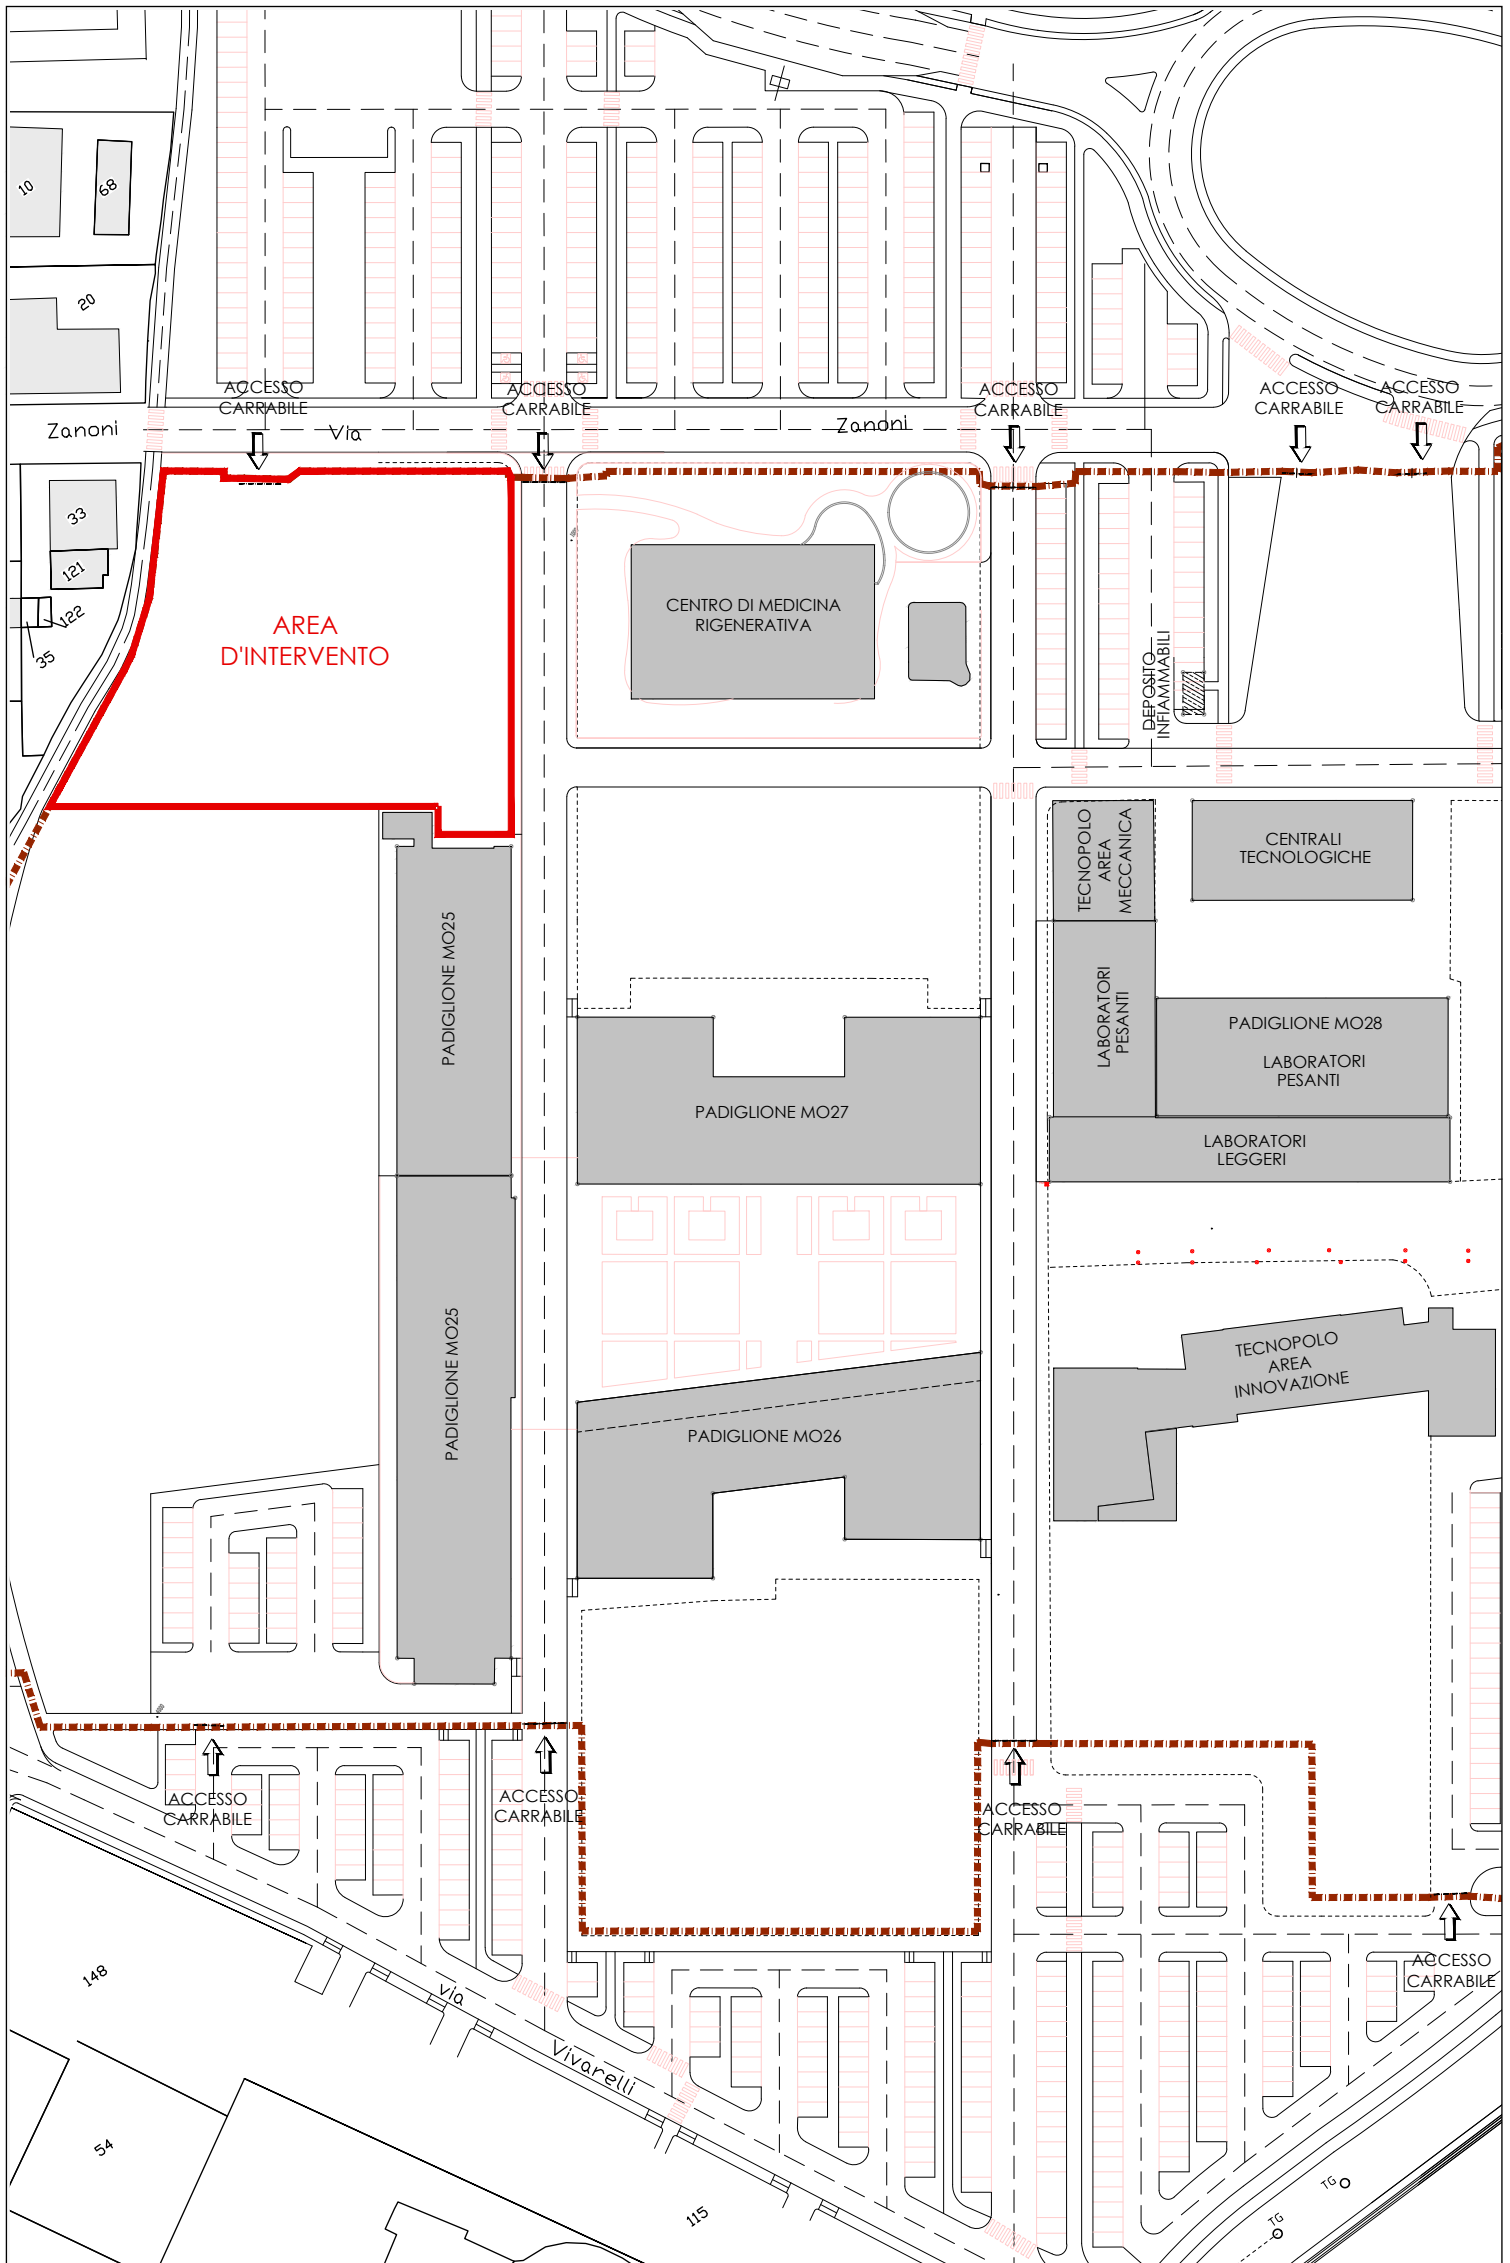 10
68
20
ACCESSO
CARRABILE
ACCESSO
CARRABILE
ACCESSO
CARRABILE
ACCESSO
CARRABILE
ACCESSO
CARRABILE
Zanoni
Via
Zanoni
33
121
122
35
AREA
D'INTERVENTO
CENTRO DI MEDICINA
RIGENERATIVA
DEPOSITO
INFIAMMABILI
TECNOPOLO
AREA
MECCANICA
CENTRALI
TECNOLOGICHE
PADIGLIONE MO25
LABORATORI
PESANTI
PADIGLIONE MO28
LABORATORI
PESANTI
PADIGLIONE MO27
LABORATORI
LEGGERI
PADIGLIONE MO25
TECNOPOLO
AREA
INNOVAZIONE
PADIGLIONE MO26
ACCESSO
CARRABILE
ACCESSO
CARRABILE
ACCESSO
CARRABILE
ACCESSO
CARRABILE
148
via
Vivarelli
54
115
TG
TG